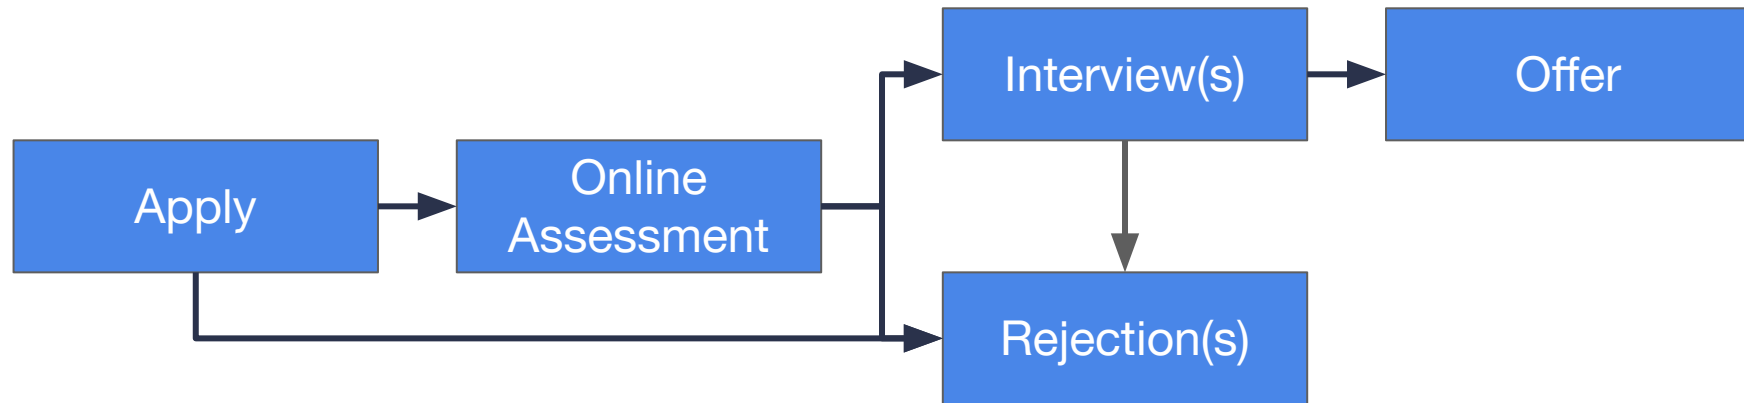 Apply
Online
Assessment
Interview(s)
Offer
Rejection(s)